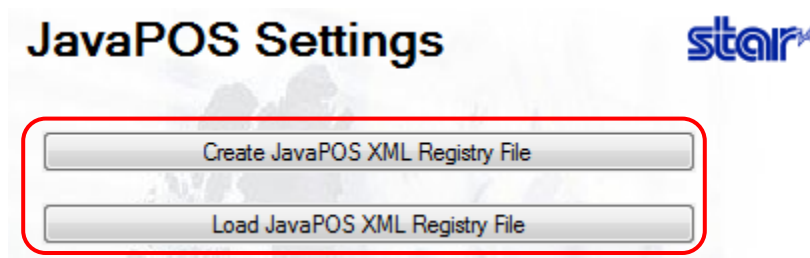 JavaPOS Settings
star
Create JavaPOS XML Registry File
Load JavaPOS XML Registry File